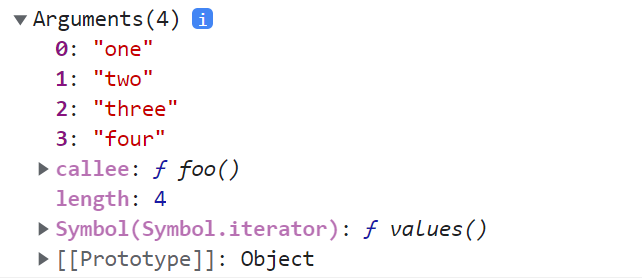 Arguments(4) i
0: "one"
1: "two"
2: "three"
3: "four"
callee: ƒ foo()
length: 4
Symbol(Symbol.iterator): ƒ values()
[[Prototype]]: Object